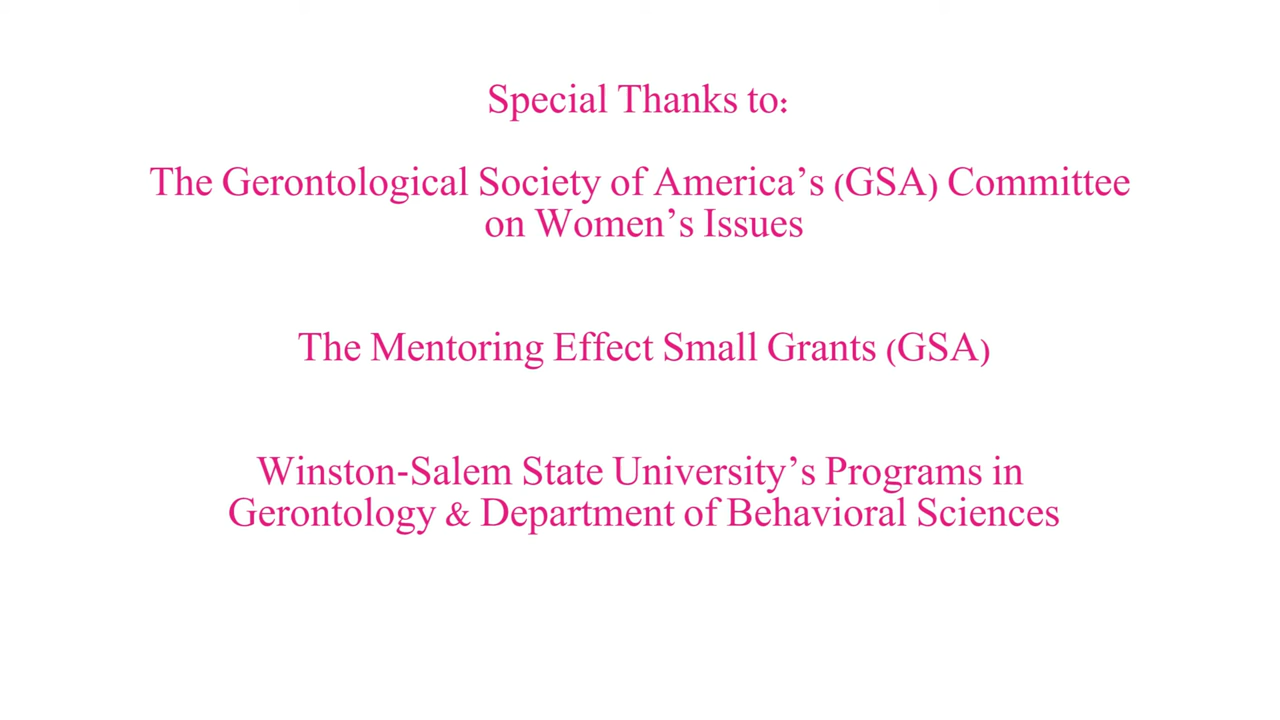 Special Thanks to:
The Gerontological Society of America’s (GSA) Committee
on Women’s Issues
The Mentoring Effect Small Grants (GSA)
Winston-Salem State University’s Programs in
Gerontology & Department of Behavioral Sciences